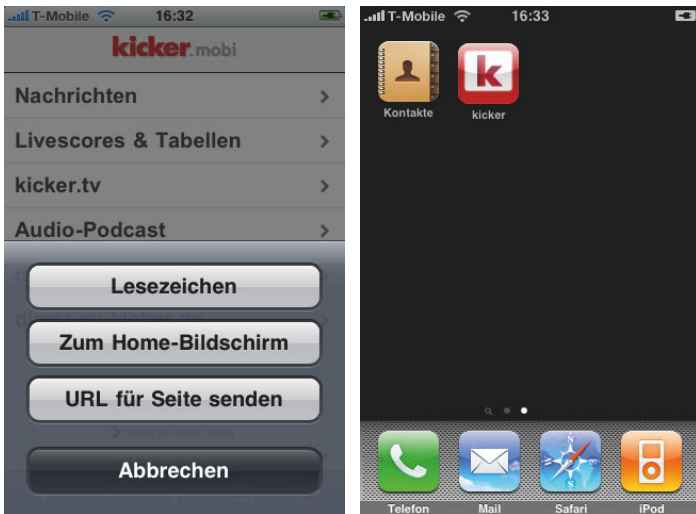 T-Mobile 16:32
kicker.mobi
Nachrichten
Livescores & Tabellen
kicker.tv
Audio-Podcast
Lesezeichen
Zum Home-Bildschirm
URL für Seite senden
Abbrechen
T-Mobile 16:33
Kontakte kicker
Telefon Mail Safari iPod